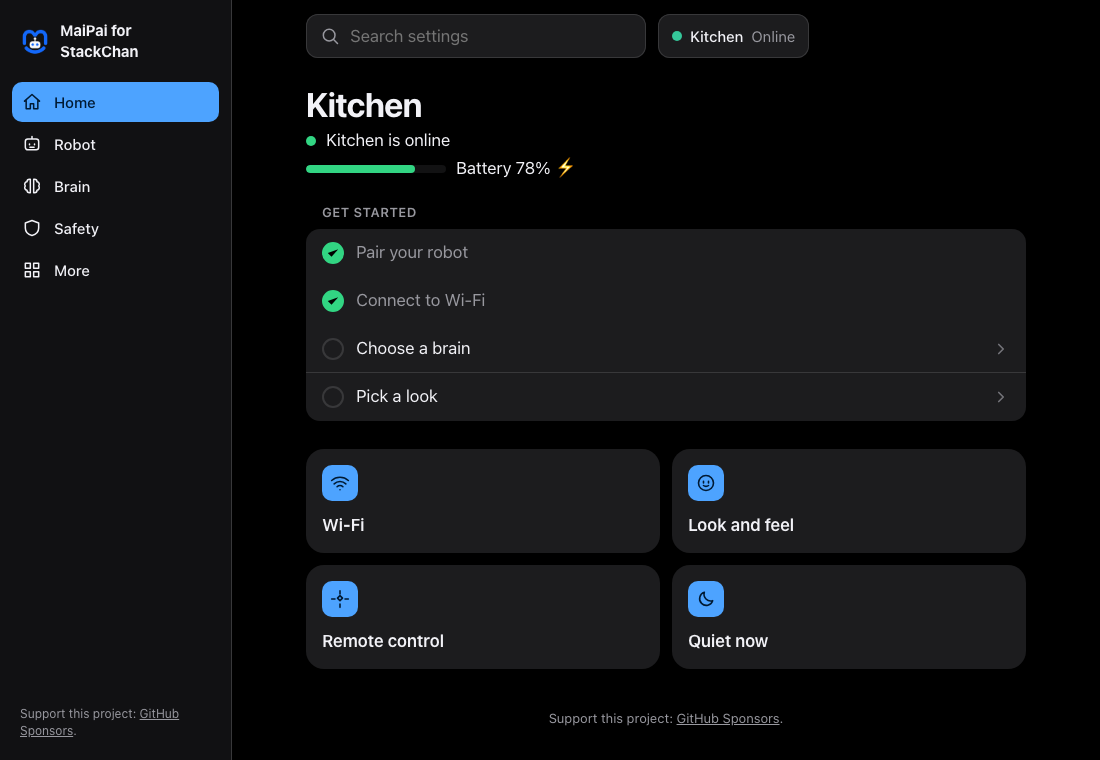 MaiPai for
StackChan
Home
Robot
Brain
Safety
More
Support this project: GitHub
Sponsors.
Search settings
Kitchen Online
Kitchen
Kitchen is online
Battery 78% ⚡
GET STARTED
Pair your robot
Connect to Wi-Fi
Choose a brain
Pick a look
Wi-Fi
Look and feel
Remote control
Quiet now
Support this project: GitHub Sponsors.